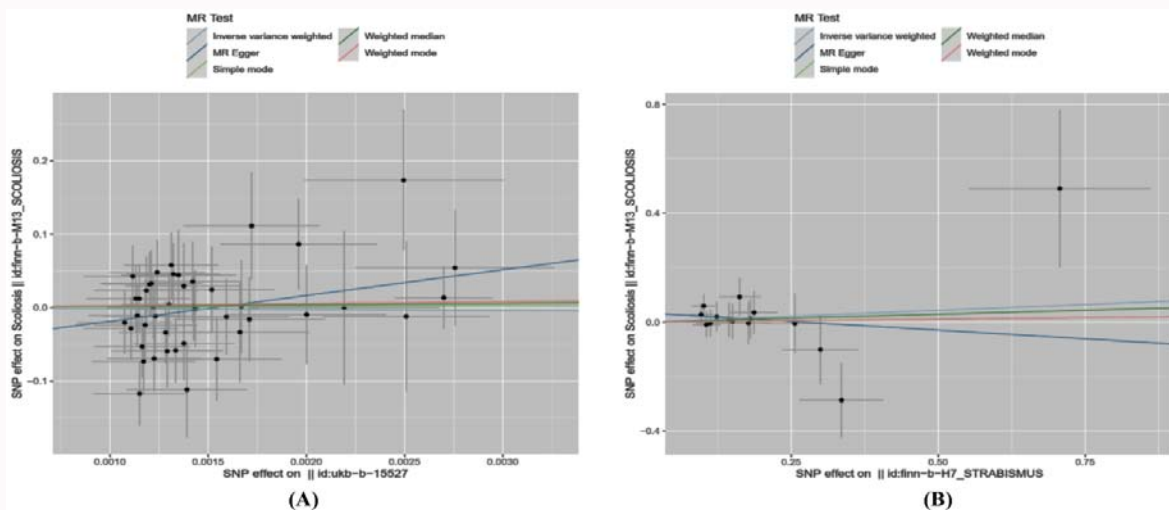 MR Test
Inverse variance weighted
Weighted median
MR Egger
Weighted mode
Simple mode
SNP effect on Scoliosis || id:finn-b-M13_SCOLIOSIS
0.2
0.1
0.0
−0.1
0.0010
0.0015
0.0020
0.0025
0.0030
SNP effect on || id:ukb-b-15527
(A)
MR Test
Inverse variance weighted
Weighted median
MR Egger
Weighted mode
Simple mode
SNP effect on Scoliosis || id:finn-b-M13_SCOLIOSIS
0.8
0.4
0.0
−0.4
0.25
0.50
0.75
SNP effect on || id:finn-b-H7_STRABISMUS
(B)